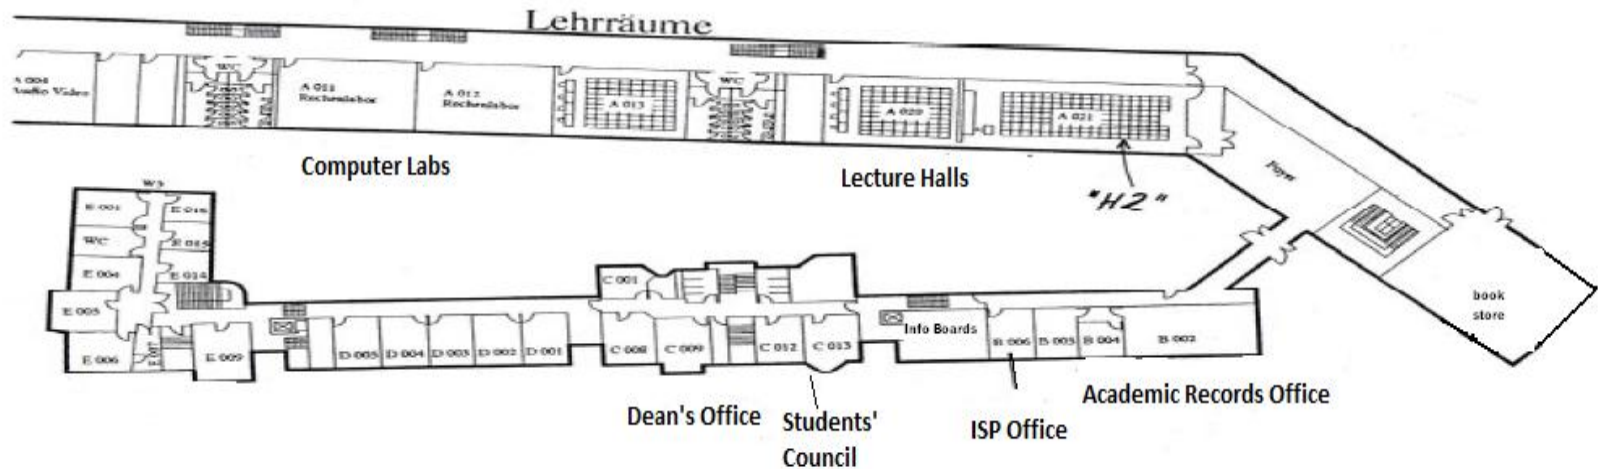 Lehrräume
A 004
Audio Video
WC
A 011
Rechenlabor
A 012
Rechenlabor
A 013
WC
A 020
A 021
Computer Labs
Lecture Halls
"H2"
Foyer
book
store
E 001
E 016
WC
E 015
E 004
E 014
E 005
E 006
E 007
E 009
D 005
D 004
D 003
D 002
D 001
C 001
C 008
C 009
C 012
C 013
Info Boards
B 006
B 005
B 004
B 002
Dean's Office
Students'
Council
ISP Office
Academic Records Office